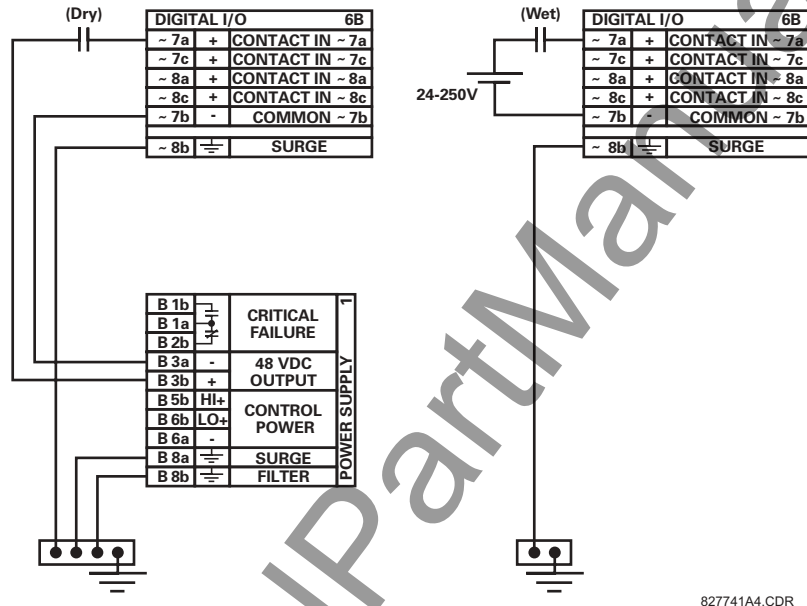 (Dry)
DIGITAL I/O 6B
~ 7a + CONTACT IN ~ 7a
~ 7c + CONTACT IN ~ 7c
~ 8a + CONTACT IN ~ 8a
~ 8c + CONTACT IN ~ 8c
~ 7b - COMMON ~ 7b
~ 8b SURGE
(Wet)
24-250V
DIGITAL I/O 6B
~ 7a + CONTACT IN ~ 7a
~ 7c + CONTACT IN ~ 7c
~ 8a + CONTACT IN ~ 8a
~ 8c + CONTACT IN ~ 8c
~ 7b - COMMON ~ 7b
~ 8b SURGE
B 1b
B 1a
B 2b
CRITICAL
FAILURE
B 3a -
B 3b +
48 VDC
OUTPUT
B 5b HI+
B 6b LO+
B 6a -
CONTROL
POWER
B 8a SURGE
B 8b FILTER
POWER SUPPLY 1
827741A4.CDR